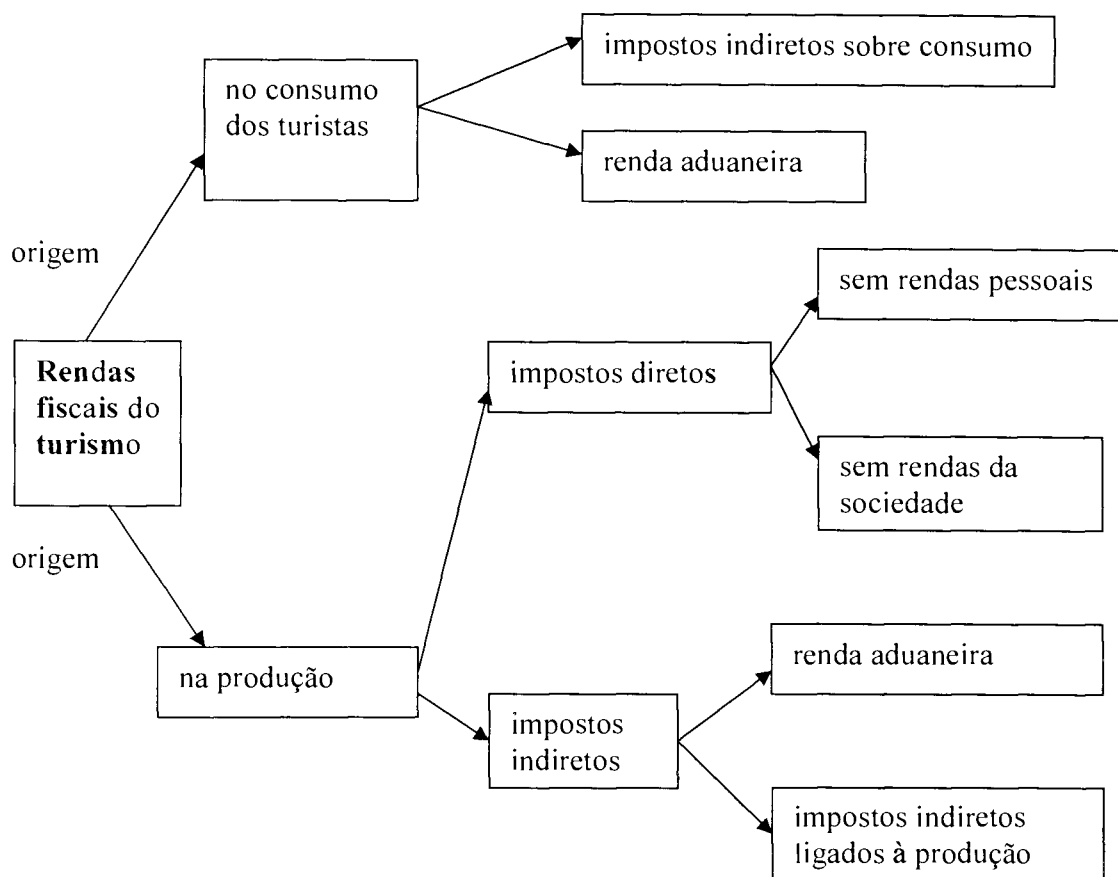 impostos indiretos sobre consumo
no consumo
dos turistas
renda aduaneira
origem
sem rendas pessoais
Rendas
fiscais do
turismo
impostos diretos
sem rendas da
sociedade
origem
na produção
renda aduaneira
impostos
indiretos
impostos indiretos
ligados à produção